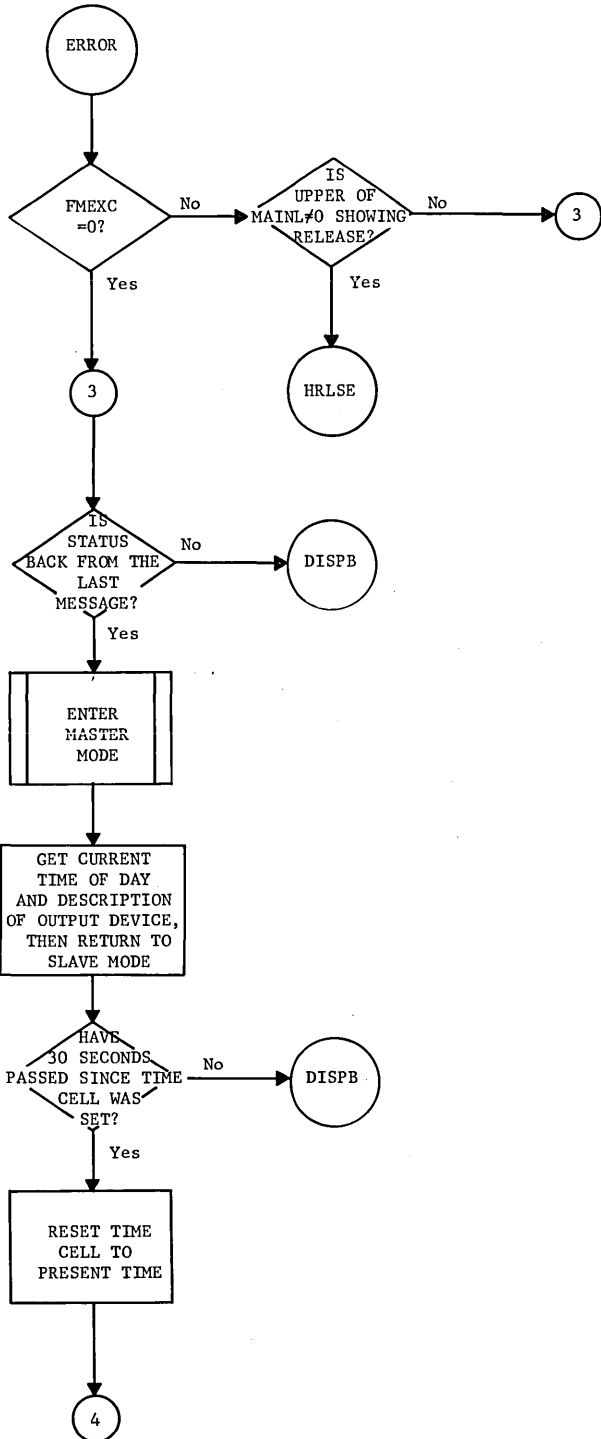 ERROR
FMEXC
=0?
No
IS
UPPER OF
MAINL≠0 SHOWING
RELEASE?
No
3
Yes
Yes
HRLSE
3
IS
STATUS
BACK FROM THE
LAST
MESSAGE?
No
DISPB
Yes
ENTER
MASTER
MODE
GET CURRENT
TIME OF DAY
AND DESCRIPTION
OF OUTPUT DEVICE,
THEN RETURN TO
SLAVE MODE
HAVE
30 SECONDS
PASSED SINCE TIME
CELL WAS
SET?
No
DISPB
Yes
RESET TIME
CELL TO
PRESENT TIME
4